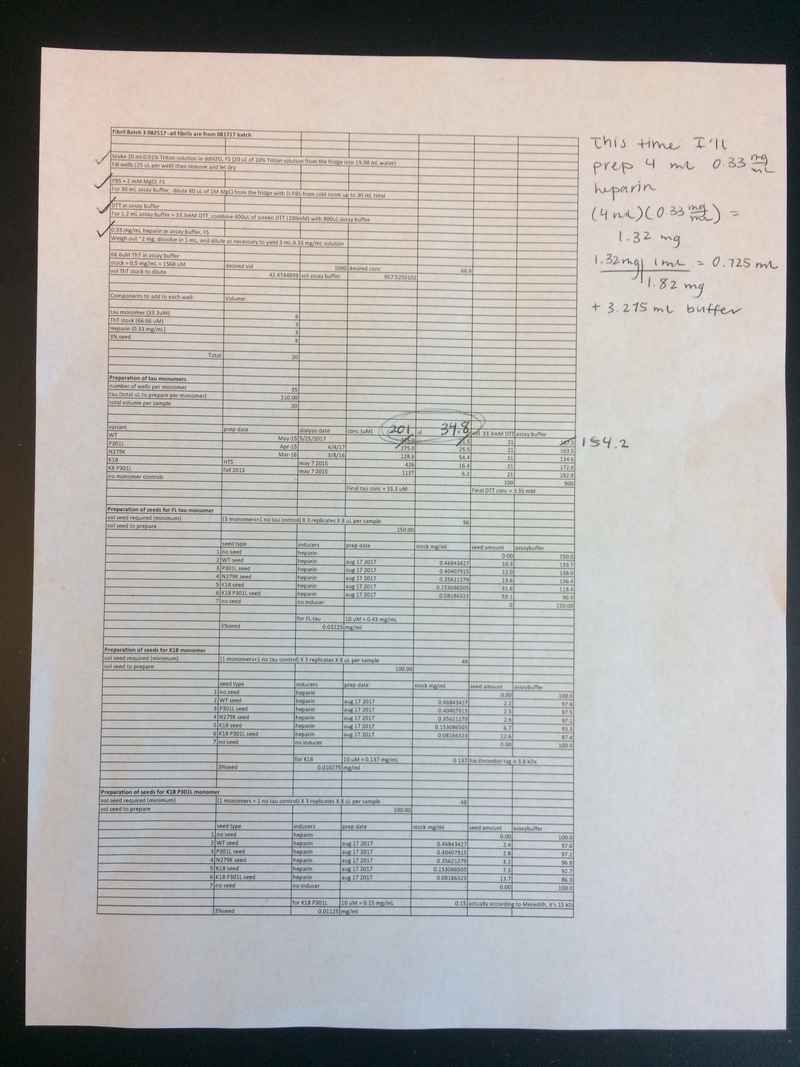 Fibril Batch 3 082517 -all fibrils are from 081717 batch
Make 20 ml 0.01% Triton solution in ddH2O, FS (20 uL of 10% Triton solution from the fridge into 19.98 mL water)
Fill wells (25 uL per well) then remove and let dry
PBS + 2 mM MgCl, FS
For 30 mL assay buffer, dilute 60 uL of 1M MgCl from the fridge with D-PBS from cold room up to 30 mL total
DTT in assay buffer
For 1.2 mL assay buffer + 33.3mM DTT, combine 400uL of screen DTT (100mM) with 800uL assay buffer
0.33 mg/mL heparin in assay buffer, FS
Weigh out ~2 mg, dissolve in 1 mL, and dilute as necessary to yield 3 mL 0.33 mg/mL solution
66.6uM ThT in assay buffer
stock = 0.5 mg/mL = 1568 uM desired vol 1000 desired conc 66.6
vol ThT stock to dilute 42.4744898 vol assay buffer 957.5255102
Components to add to each well: Volume:
tau monomer (33.3uM) 6
ThT stock (66.66 uM) 3
Heparin (0.33 mg/mL) 3
3% seed 8
Total: 20
Preparation of tau monomers
number of wells per monomer 35
tau (total uL to prepare per monomer) 210.00
total volume per sample 20
variant prep date dialysis date conc (uM) 201 ul 34.8 vol 33.3mM DTT assay buffer
WT May-15 5/25/2017 21 154.2
P301L Apr-15 4/4/17 275.0 25.5 21 163.5
N279K Mar-16 3/8/16 128.6 54.4 21 134.6
K18 HTS may 7 2015 426 16.4 21 172.6
K8 P301L fall 2013 may 7 2015 1137 6.2 21 182.8
no monomer controls 100 900
Final tau conc = 33.3 uM Final DTT conc = 3.33 mM
Preparation of seeds for FL tau monomer
vol seed required (minimum) (3 monomers+1 no tau control) X 3 replicates X 8 uL per sample 96
vol seed to prepare 150.00
seed type inducers prep date stock mg/ml seed amount assaybuffer
1 no seed heparin 0.00 150.0
2 WT seed heparin aug 17 2017 0.46843427 10.3 139.7
3 P301L seed heparin aug 17 2017 0.40407915 12.0 138.0
4 N279K seed heparin aug 17 2017 0.35621279 13.6 136.4
5 K18 seed heparin aug 17 2017 0.153086505 31.6 118.4
6 K18 P301L seed heparin aug 17 2017 0.08186323 59.1 90.9
7 no seed no inducer 0 150.00
for FL tau 10 uM = 0.43 mg/mL
3%seed 0.03225 mg/ml
Preparation of seeds for K18 monomer
vol seed required (minimum) (1 monomers+1 no tau control) X 3 replicates X 8 uL per sample 48
vol seed to prepare 100.00
seed type inducers prep date stock mg/ml seed amount assaybuffer
1 no seed heparin 0.00 100.0
2 WT seed heparin aug 17 2017 0.46843427 2.2 97.8
3 P301L seed heparin aug 17 2017 0.40407915 2.5 97.5
4 N279K seed heparin aug 17 2017 0.35621279 2.9 97.1
5 K18 seed heparin aug 17 2017 0.153086505 6.7 93.3
6 K18 P301L seed heparin aug 17 2017 0.08186323 12.6 87.4
7 no seed no inducer 0.00 100.0
for K18 10 uM = 0.137 mg/mL 0.137 his-thrombin tag is 3.8 kDa
3%seed 0.010275 mg/ml
Preparation of seeds for K18 P301L monomer
vol seed required (minimum) (1 monomers + 1 no tau control) X 3 replicates X 8 uL per sample 48
vol seed to prepare 100.00
seed type inducers prep date stock mg/ml seed amount assaybuffer
1 no seed heparin 0.00 100.0
2 WT seed heparin aug 17 2017 0.46843427 2.4 97.6
3 P301L seed heparin aug 17 2017 0.40407915 2.8 97.2
4 N279K seed heparin aug 17 2017 0.35621279 3.2 96.8
5 K18 seed heparin aug 17 2017 0.153086505 7.3 92.7
6 K18 P301L seed heparin aug 17 2017 0.08186323 13.7 86.3
7 no seed no inducer 0.00 100.0
for K18 P301L 10 uM = 0.15 mg/mL 0.15 actually according to Meredith, it's 15 kDa
3%seed 0.01125 mg/ml
This time I'll
prep 4 mL 0.33 mg/mL
heparin
(4 mL)(0.33 mg/mL) =
1.32 mg
1.32 mg | 1 mL = 0.725 mL
1.82 mg
+ 3.275 mL buffer